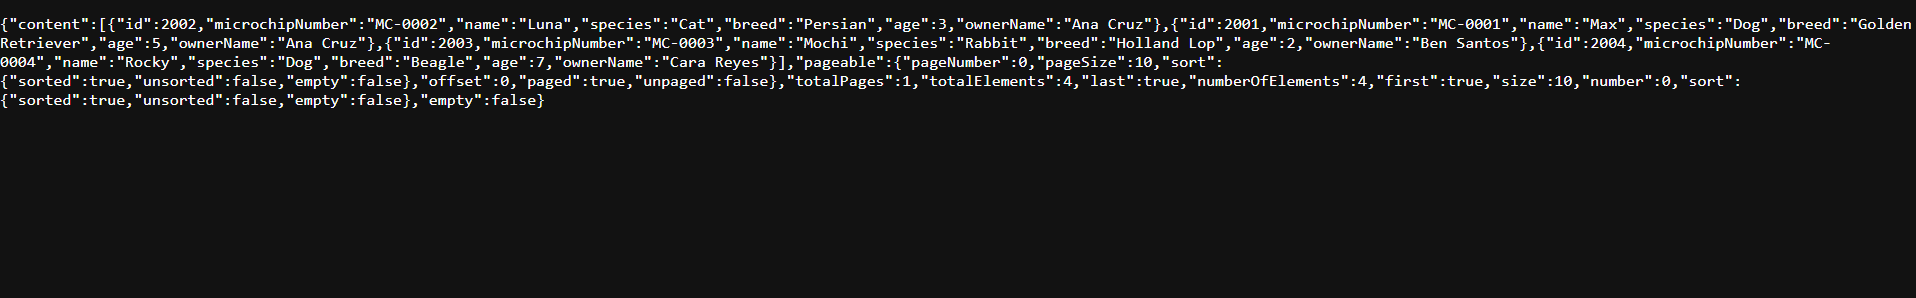 {"content":[{"id":2002,"microchipNumber":"MC-0002","name":"Luna","species":"Cat","breed":"Persian","age":3,"ownerName":"Ana Cruz"},{"id":2001,"microchipNumber":"MC-0001","name":"Max","species":"Dog","breed":"Golden
Retriever","age":5,"ownerName":"Ana Cruz"},{"id":2003,"microchipNumber":"MC-0003","name":"Mochi","species":"Rabbit","breed":"Holland Lop","age":2,"ownerName":"Ben Santos"},{"id":2004,"microchipNumber":"MC-
0004","name":"Rocky","species":"Dog","breed":"Beagle","age":7,"ownerName":"Cara Reyes"}],"pageable":{"pageNumber":0,"pageSize":10,"sort":
{"sorted":true,"unsorted":false,"empty":false},"offset":0,"paged":true,"unpaged":false},"totalPages":1,"totalElements":4,"last":true,"numberOfElements":4,"first":true,"size":10,"number":0,"sort":
{"sorted":true,"unsorted":false,"empty":false},"empty":false}